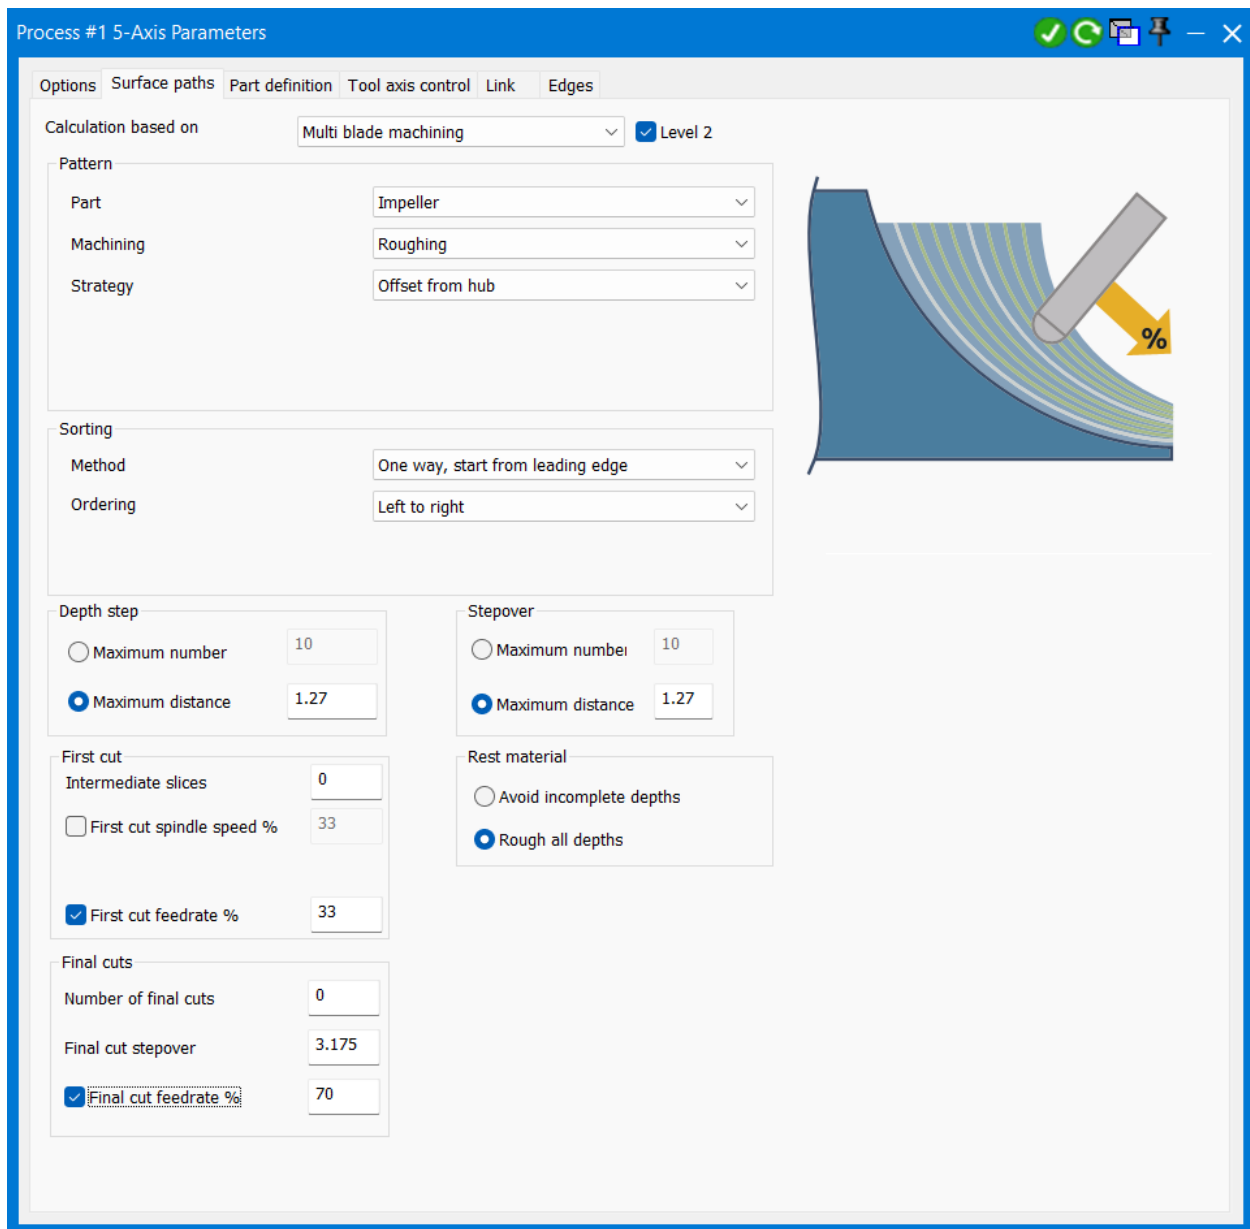 Process #1 5-Axis Parameters
Options Surface paths Part definition Tool axis control Link Edges
Calculation based on Multi blade machining Level 2
Pattern
Part Impeller
Machining Roughing
Strategy Offset from hub
%
Sorting
Method One way, start from leading edge
Ordering Left to right
Depth step Stepover
Maximum number 10 Maximum number 10
Maximum distance 1.27 Maximum distance 1.27
First cut Rest material
Intermediate slices 0 Avoid incomplete depths
First cut spindle speed % 33 Rough all depths
First cut feedrate % 33
Final cuts
Number of final cuts 0
Final cut stepover 3.175
Final cut feedrate % 70